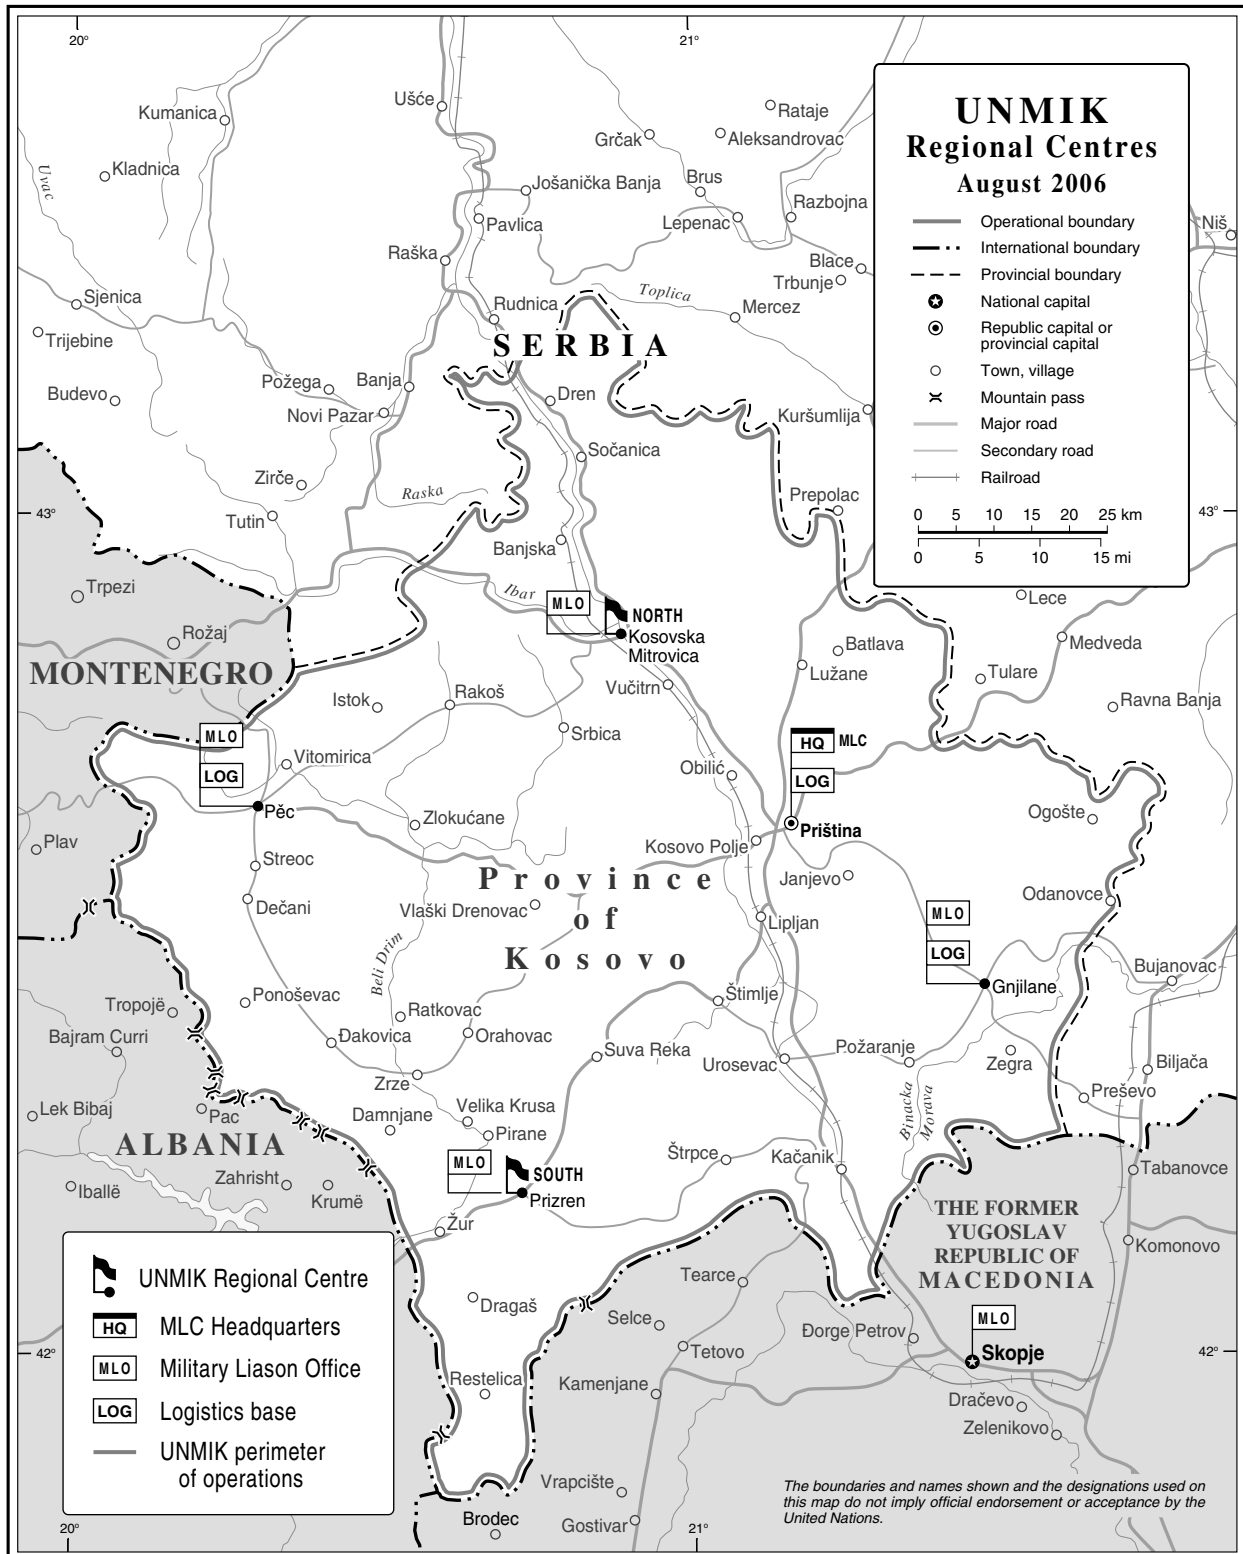 20°
21°
Ušće
Kumanica
Rataje
Grčak
Aleksandrovac
Kladnica
Uvac
Jošanička Banja
Brus
Razbojna
Pavlica
Lepenac
Niš
Raška
Blace
Trbunje
Sjenica
Rudnica
Toplica
Mercez
Trijebine
SERBIA
Požega
Banja
Budevo
Dren
Novi Pazar
Kuršumlija
Sočanica
Zirče
Raska
Prepolac
43°
43°
Tutin
Banjska
Trpezi
Ibar
MLO
NORTH
Kosovska
Mitrovica
Lece
Rožaj
Batlava
Medveda
MONTENEGRO
Lužane
Tulare
Vučitrn
Istok
Rakoš
Ravna Banja
Srbica
MLO
HQ
MLC
Vitomirica
LOG
Obilić
LOG
Pěc
Zlokućane
Priština
Ogošte
Plav
Kosovo Polje
Streoc
Janjevo
Province
of
Kosovo
Dečani
Vlaški Drenovac
Odanovce
MLO
Lipljan
LOG
Beli Drim
Bujanovac
Gnjilane
Ponoševac
Štimlje
Tropojë
Ratkovac
Bajram Curri
Đakovica
Orahovac
Suva Reka
Urosevac
Požaranje
Zegra
Biljača
Zrze
Binacka
Morava
Preševo
Lek Bibaj
Pac
Damnjane
Velika Krusa
ALBANIA
Pirane
Štrpce
Kačanik
Tabanovce
MLO
SOUTH
Iballë
Zahrisht
Krumë
Prizren
Žur
THE FORMER
YUGOSLAV
REPUBLIC OF
MACEDONIA
Komonovo
Tearce
Dragaš
Selce
MLO
Đorge Petrov
42°
42°
Tetovo
Skopje
Restelica
Kamenjane
Dračevo
Zelenikovo
Vrapcište
Brodec
Gostivar
20°
21°
UNMIK
Regional Centres
August 2006
Operational boundary
International boundary
Provincial boundary
National capital
Republic capital or
provincial capital
Town, village
Mountain pass
Major road
Secondary road
Railroad
0 5 10 15 20 25 km
0 5 10 15 mi
UNMIK Regional Centre
HQ MLC Headquarters
MLO Military Liason Office
LOG Logistics base
UNMIK perimeter
of operations
The boundaries and names shown and the designations used on
this map do not imply official endorsement or acceptance by the
United Nations.